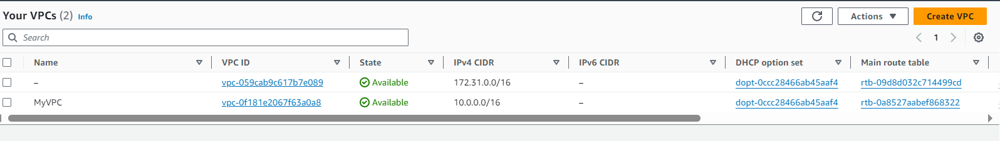 Your VPCs (2) Info
Actions Create VPC
Search
1
Name VPC ID State IPv4 CIDR IPv6 CIDR DHCP option set Main route table
– vpc-059cab9c617b7e089 Available 172.31.0.0/16 – dopt-0ccc28466ab45aaf4 rtb-09d8d032c714499cd
MyVPC vpc-0f181e2067f63a0a8 Available 10.0.0.0/16 – dopt-0ccc28466ab45aaf4 rtb-0a8527aabef868322